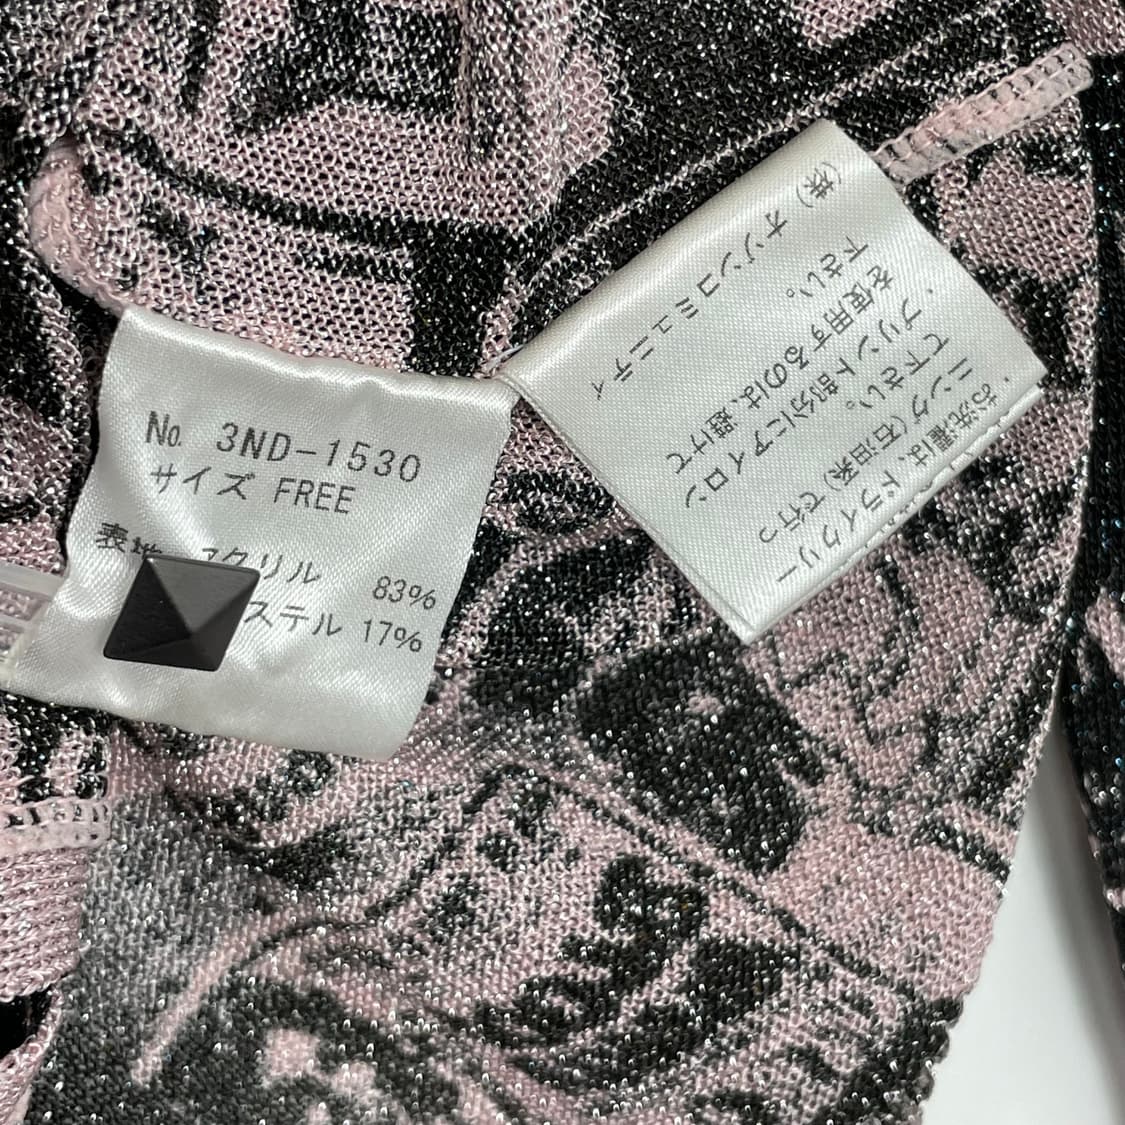 No. 3ND-1530
サイズ FREE
表地 アクリル 83%
ステル 17%
・お洗濯は、ドライクリー
ニング(石油系)で行っ
て下さい。
・プリント部分にアイロン
を使用するのは、避けて
下さい。
(株)オゾンコミュニティ